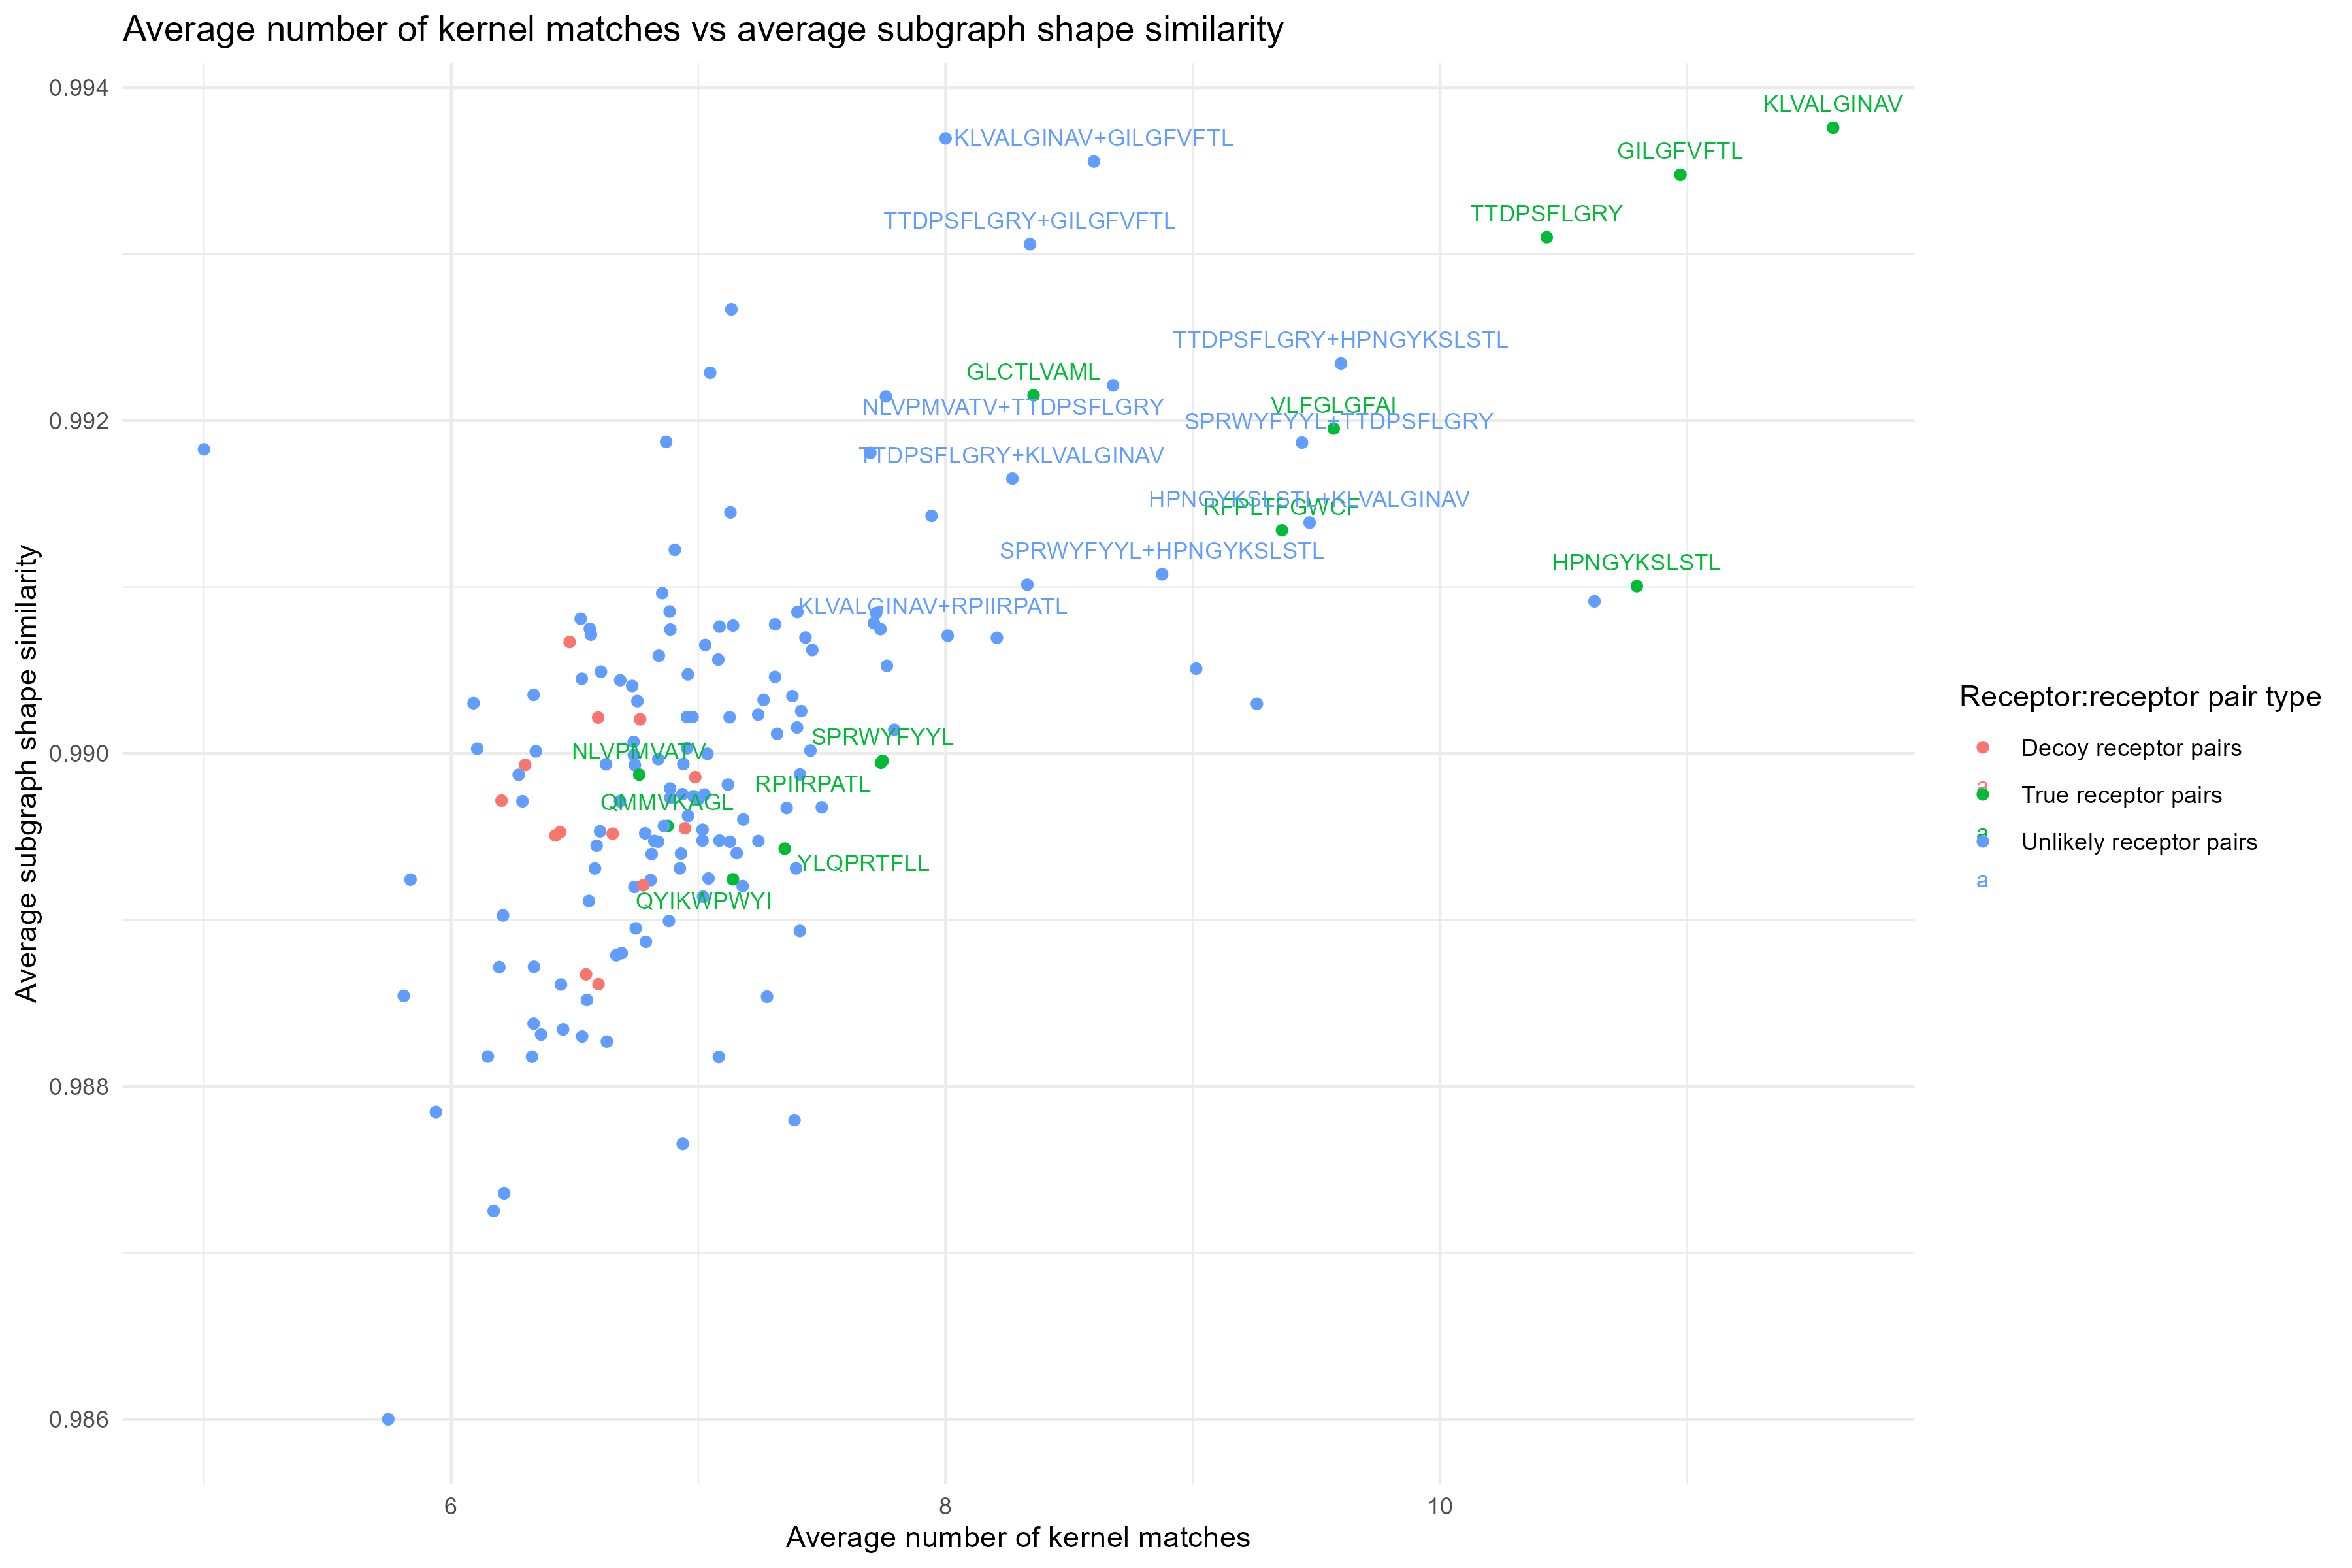 Average number of kernel matches vs average subgraph shape similarity
0.994
KLVALGINAV
KLVALGINAV+GILGFVFTL
GILGFVFTL
TTDPSFLGRY
TTDPSFLGRY+GILGFVFTL
TTDPSFLGRY+HPNGYKSLSTL
GLCTLVAML
NLVPMVATV+TTDPSFLGRY
VLFGLGFAI
0.992
SPRWYFYYL+TTDPSFLGRY
TTDPSFLGRY+KLVALGINAV
HPNGYKSLSTL+KLVALGINAV
RFPLTFGWCF
SPRWYFYYL+HPNGYKSLSTL
HPNGYKSLSTL
KLVALGINAV+RPIIRPATL
SPRWYFYYL
0.990
NLVPMVATV
RPIIRPATL
QMMVKAGL
YLQPRTFLL
QYIKWPWYI
0.988
0.986
6
8
10
Average number of kernel matches
Average subgraph shape similarity
Receptor:receptor pair type
Decoy receptor pairs
a
True receptor pairs
a
Unlikely receptor pairs
a